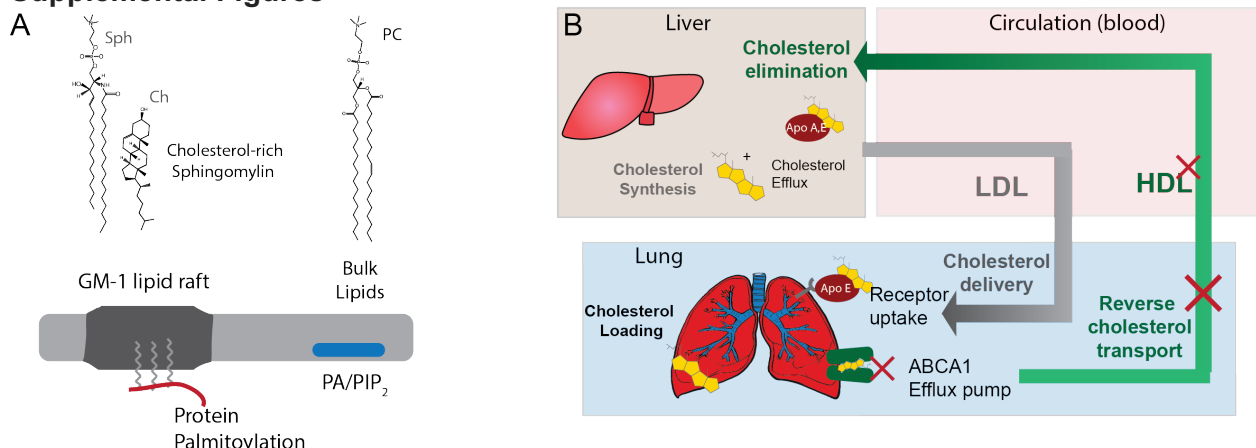 Supplemental Figures
A
Sph
PC
Ch
Cholesterol-rich
Sphingomylin
GM-1 lipid raft
Bulk
Lipids
PA/PIP2
Protein
Palmitoylation
B
Liver
Circulation (blood)
Cholesterol
elimination
Apo A,E
Cholesterol
Synthesis
+
Cholesterol
Efflux
LDL
HDL
Lung
Cholesterol
Loading
Apo E
Receptor
uptake
Cholesterol
delivery
Reverse
cholesterol
transport
ABCA1
Efflux pump